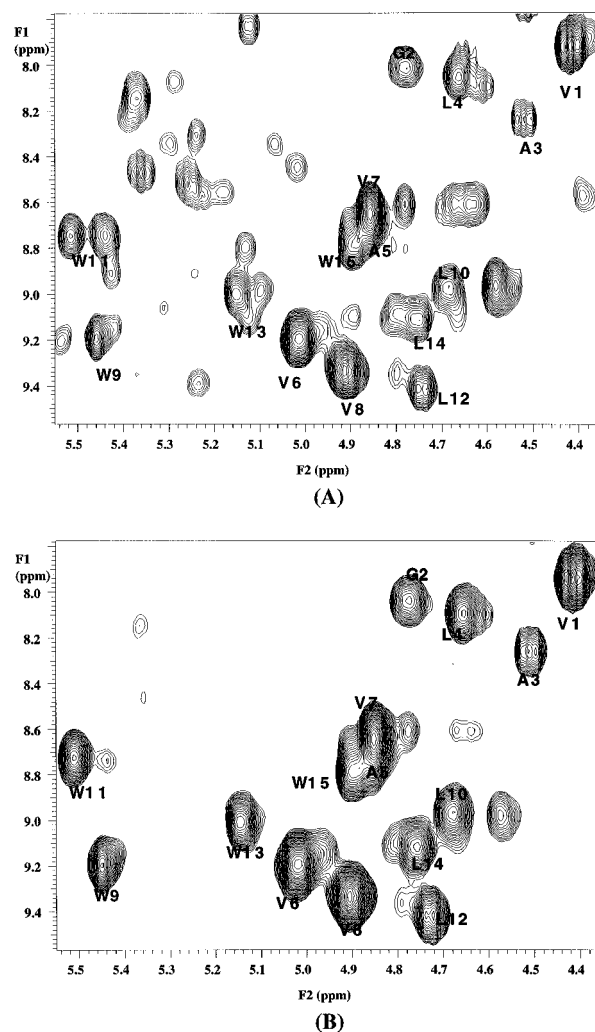 F1
(ppm)
8.0
8.2
8.4
8.6
8.8
9.0
9.2
9.4
G2
L4
V1
A3
V7
W11
W15
A5
L10
W13
L14
W9
V6
V8
L12
5.5 5.4 5.3 5.2 5.1 5.0 4.9 4.8 4.7 4.6 4.5 4.4
F2 (ppm)
(A)
F1
(ppm)
8.0
8.2
8.4
8.6
8.8
9.0
9.2
9.4
G2
L4
V1
A3
V7
W15
W11
L10
W13
L14
W9
V6
L12
5.5 5.4 5.3 5.2 5.1 5.0 4.9 4.8 4.7 4.6 4.5 4.4
F2 (ppm)
(B)